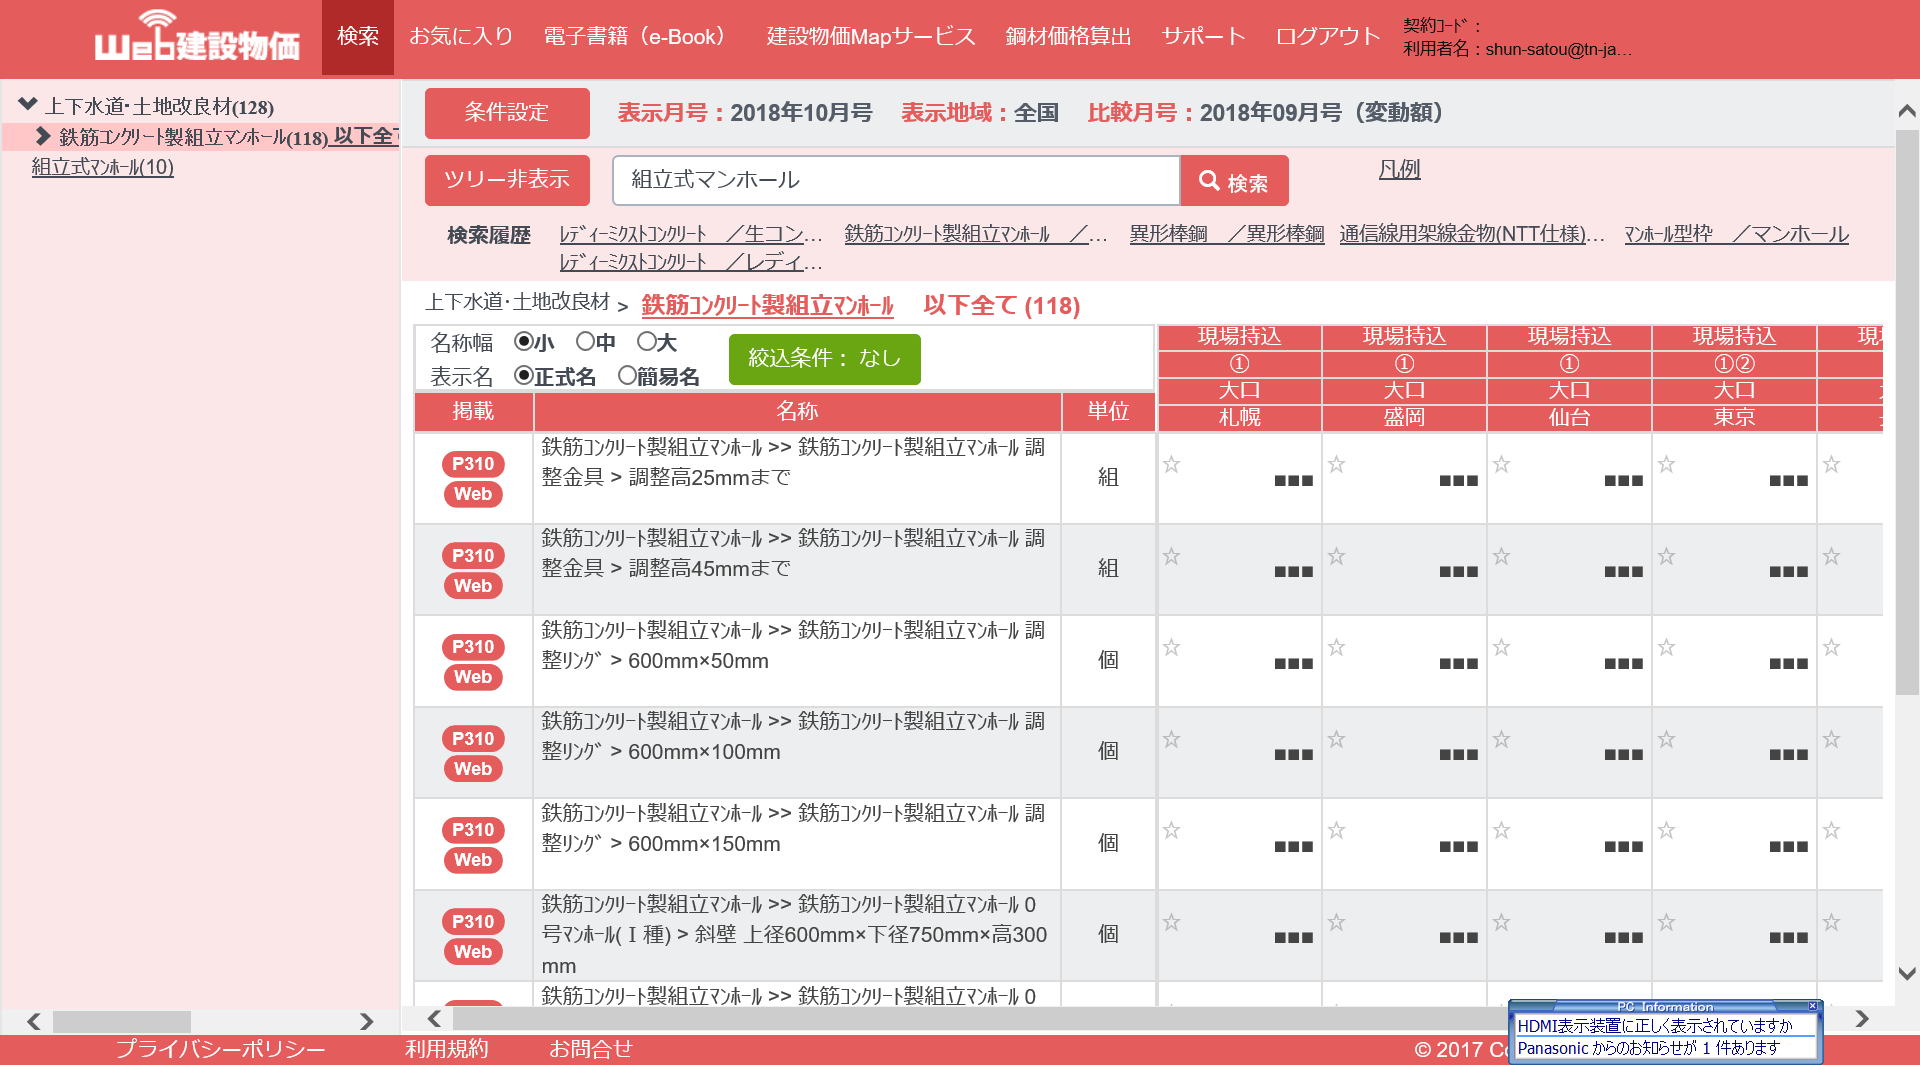 Web建設物価
検索 お気に入り 電子書籍（e-Book） 建設物価Mapサービス 鋼材価格算出 サポート ログアウト
契約ｺｰﾄﾞ：
利用者名：shun-satou@tn-ja...
上下水道･土地改良材(128)
鉄筋ｺﾝｸﾘｰﾄ製組立ﾏﾝﾎｰﾙ(118) 以下全て
組立式ﾏﾝﾎｰﾙ(10)
条件設定 表示月号：2018年10月号 表示地域：全国 比較月号：2018年09月号（変動額）
ツリー非表示 組立式マンホール 検索 凡例
検索履歴 ﾚﾃﾞｨｰﾐｸｽﾄｺﾝｸﾘｰﾄ ／生コン... 鉄筋ｺﾝｸﾘｰﾄ製組立ﾏﾝﾎｰﾙ ／... 異形棒鋼 ／異形棒鋼 通信線用架線金物(NTT仕様)... ﾏﾝﾎｰﾙ型枠 ／マンホール
ﾚﾃﾞｨｰﾐｸｽﾄｺﾝｸﾘｰﾄ ／レディ...
上下水道･土地改良材 > 鉄筋ｺﾝｸﾘｰﾄ製組立ﾏﾝﾎｰﾙ 以下全て (118)
名称幅 小 中 大
表示名 正式名 簡易名
絞込条件： なし
現場持込 現場持込 現場持込 現場持込 現場
① ① ① ①②
大口 大口 大口 大口
掲載 名称 単位 札幌 盛岡 仙台 東京
P310
Web
鉄筋ｺﾝｸﾘｰﾄ製組立ﾏﾝﾎｰﾙ >> 鉄筋ｺﾝｸﾘｰﾄ製組立ﾏﾝﾎｰﾙ 調
整金具 > 調整高25mmまで
組 ☆ ■■■ ☆ ■■■ ☆ ■■■ ☆ ■■■ ☆
P310
Web
鉄筋ｺﾝｸﾘｰﾄ製組立ﾏﾝﾎｰﾙ >> 鉄筋ｺﾝｸﾘｰﾄ製組立ﾏﾝﾎｰﾙ 調
整金具 > 調整高45mmまで
組 ☆ ■■■ ☆ ■■■ ☆ ■■■ ☆ ■■■ ☆
P310
Web
鉄筋ｺﾝｸﾘｰﾄ製組立ﾏﾝﾎｰﾙ >> 鉄筋ｺﾝｸﾘｰﾄ製組立ﾏﾝﾎｰﾙ 調
整ﾘﾝｸﾞ > 600mm×50mm
個 ☆ ■■■ ☆ ■■■ ☆ ■■■ ☆ ■■■ ☆
P310
Web
鉄筋ｺﾝｸﾘｰﾄ製組立ﾏﾝﾎｰﾙ >> 鉄筋ｺﾝｸﾘｰﾄ製組立ﾏﾝﾎｰﾙ 調
整ﾘﾝｸﾞ > 600mm×100mm
個 ☆ ■■■ ☆ ■■■ ☆ ■■■ ☆ ■■■ ☆
P310
Web
鉄筋ｺﾝｸﾘｰﾄ製組立ﾏﾝﾎｰﾙ >> 鉄筋ｺﾝｸﾘｰﾄ製組立ﾏﾝﾎｰﾙ 調
整ﾘﾝｸﾞ > 600mm×150mm
個 ☆ ■■■ ☆ ■■■ ☆ ■■■ ☆ ■■■ ☆
P310
Web
鉄筋ｺﾝｸﾘｰﾄ製組立ﾏﾝﾎｰﾙ >> 鉄筋ｺﾝｸﾘｰﾄ製組立ﾏﾝﾎｰﾙ 0
号ﾏﾝﾎｰﾙ(Ⅰ種) > 斜壁 上径600mm×下径750mm×高300
mm
個 ☆ ■■■ ☆ ■■■ ☆ ■■■ ☆ ■■■ ☆
鉄筋ｺﾝｸﾘｰﾄ製組立ﾏﾝﾎｰﾙ >> 鉄筋ｺﾝｸﾘｰﾄ製組立ﾏﾝﾎｰﾙ 0
PC Information
HDMI表示装置に正しく表示されていますか
Panasonic からのお知らせが 1 件あります
プライバシーポリシー 利用規約 お問合せ © 2017 Co